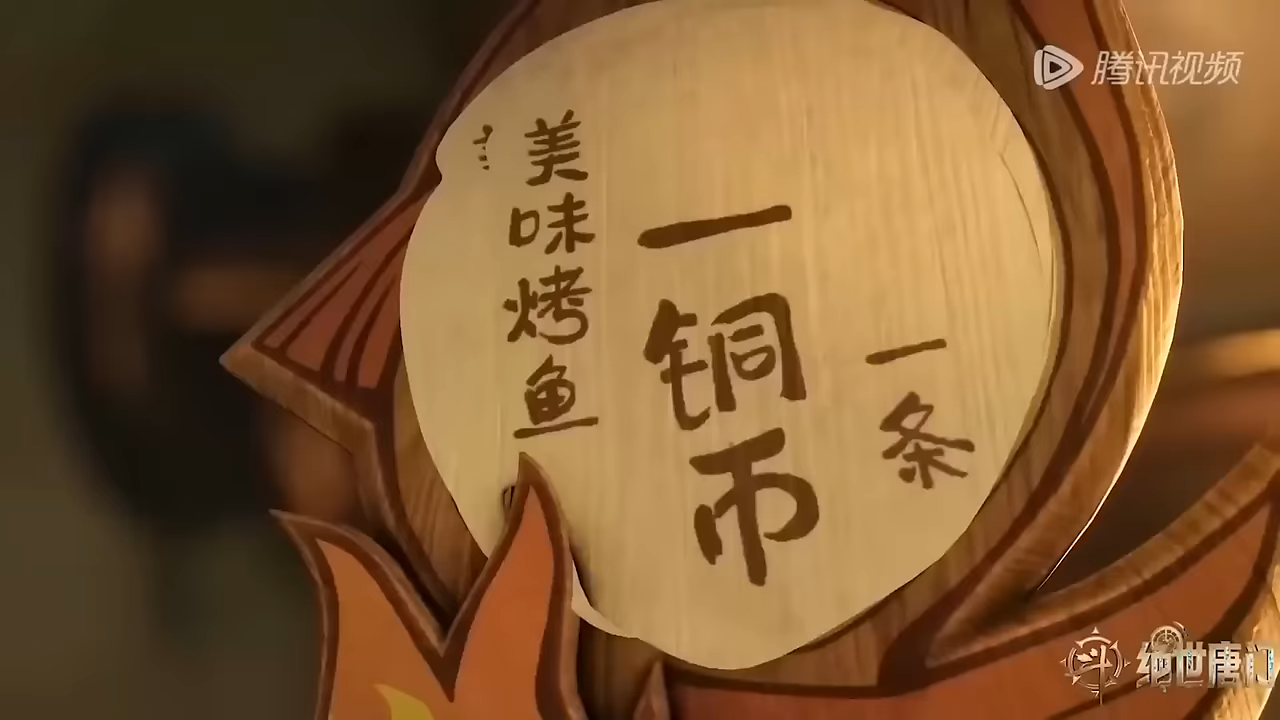 腾讯视频
美味烤鱼
一铜币
一条
绝世唐门